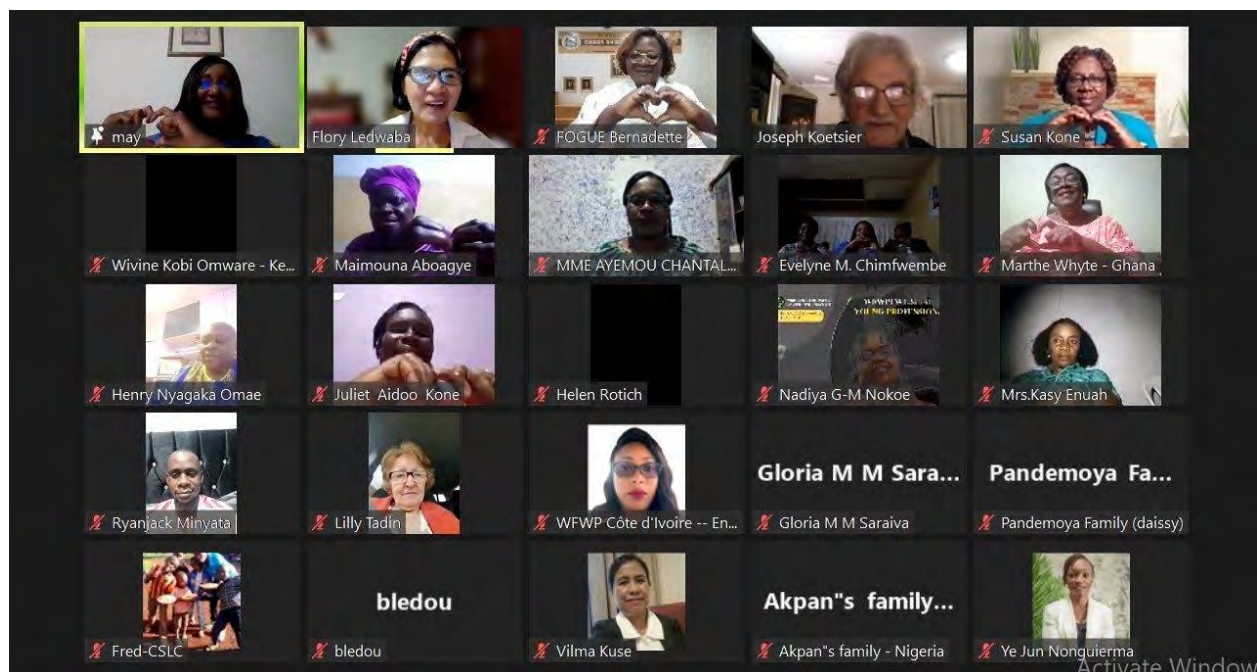 may
Flory Ledwaba
FOGUE Bernadette
Joseph Koetsier
Susan Kone
Wivine Kobi Omware - Ke...
Maimouna Aboagye
MME AYEMOU CHANTAL...
Evelyne M. Chimfwembe
Marthe Whyte - Ghana
Henry Nyagaka Omae
Juliet Aidoo Kone
Helen Rotich
YOUNG PROFESSION
Nadiya G-M Nokoe
Mrs.Kasy Enuah
Ryanjack Minyata
Lilly Tadin
WFWP Côte d'Ivoire -- En...
Gloria M M Sara...
Gloria M M Saraiva
Pandemoya Fa...
Pandemoya Family (daissy)
Fred-CSLC
bledou
bledou
Vilma Kuse
Akpan"s family...
Akpan"s family - Nigeria
Ye Jun Nonguierma
Activate Window